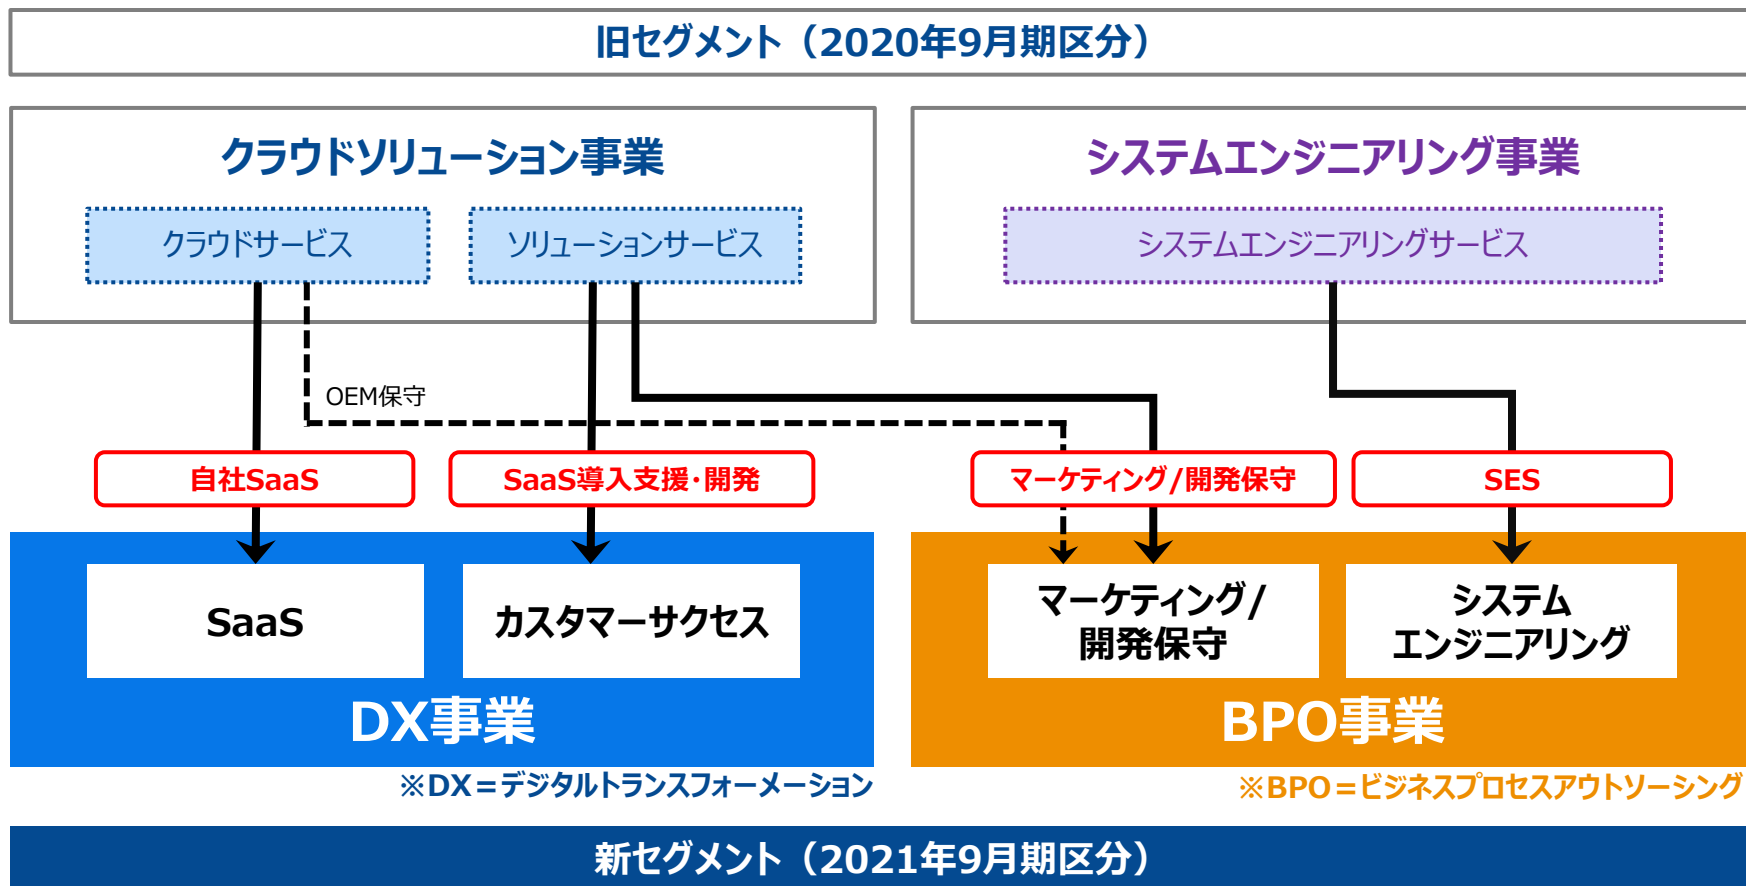 旧セグメント（2020年9月期区分）
クラウドソリューション事業
システムエンジニアリング事業
クラウドサービス
ソリューションサービス
システムエンジニアリングサービス
OEM保守
自社SaaS
SaaS導入支援・開発
マーケティング/開発保守
SES
SaaS
カスタマーサクセス
マーケティング/
開発保守
システム
エンジニアリング
DX事業
BPO事業
※DX＝デジタルトランスフォーメーション
※BPO＝ビジネスプロセスアウトソーシング
新セグメント（2021年9月期区分）